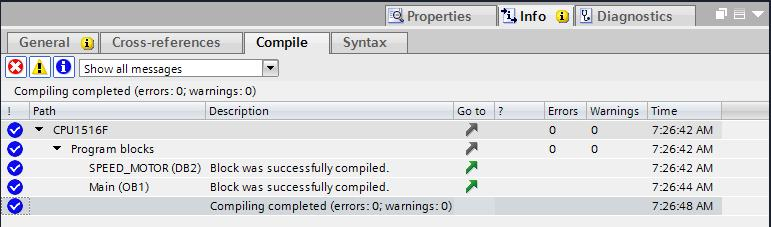 Properties Info Diagnostics
General Cross-references Compile Syntax
Show all messages
Compiling completed (errors: 0; warnings: 0)
! Path Description Go to ? Errors Warnings Time
CPU1516F 0 0 7:26:42 AM
Program blocks 0 0 7:26:42 AM
SPEED_MOTOR (DB2) Block was successfully compiled. 7:26:42 AM
Main (OB1) Block was successfully compiled. 7:26:44 AM
Compiling completed (errors: 0; warnings: 0) 7:26:48 AM